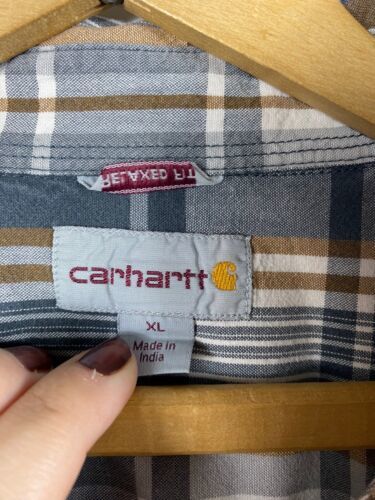 RELAXED FIT
carhartt
XL
Made in
India